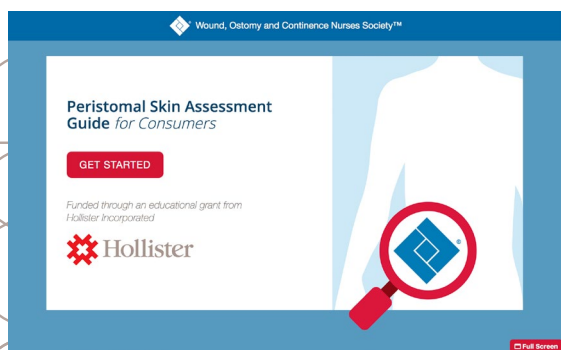 Wound, Ostomy and Continence Nurses Society™
Peristomal Skin Assessment
Guide for Consumers
GET STARTED
Funded through an educational grant from
Hollister Incorporated
Hollister
®
Full Screen